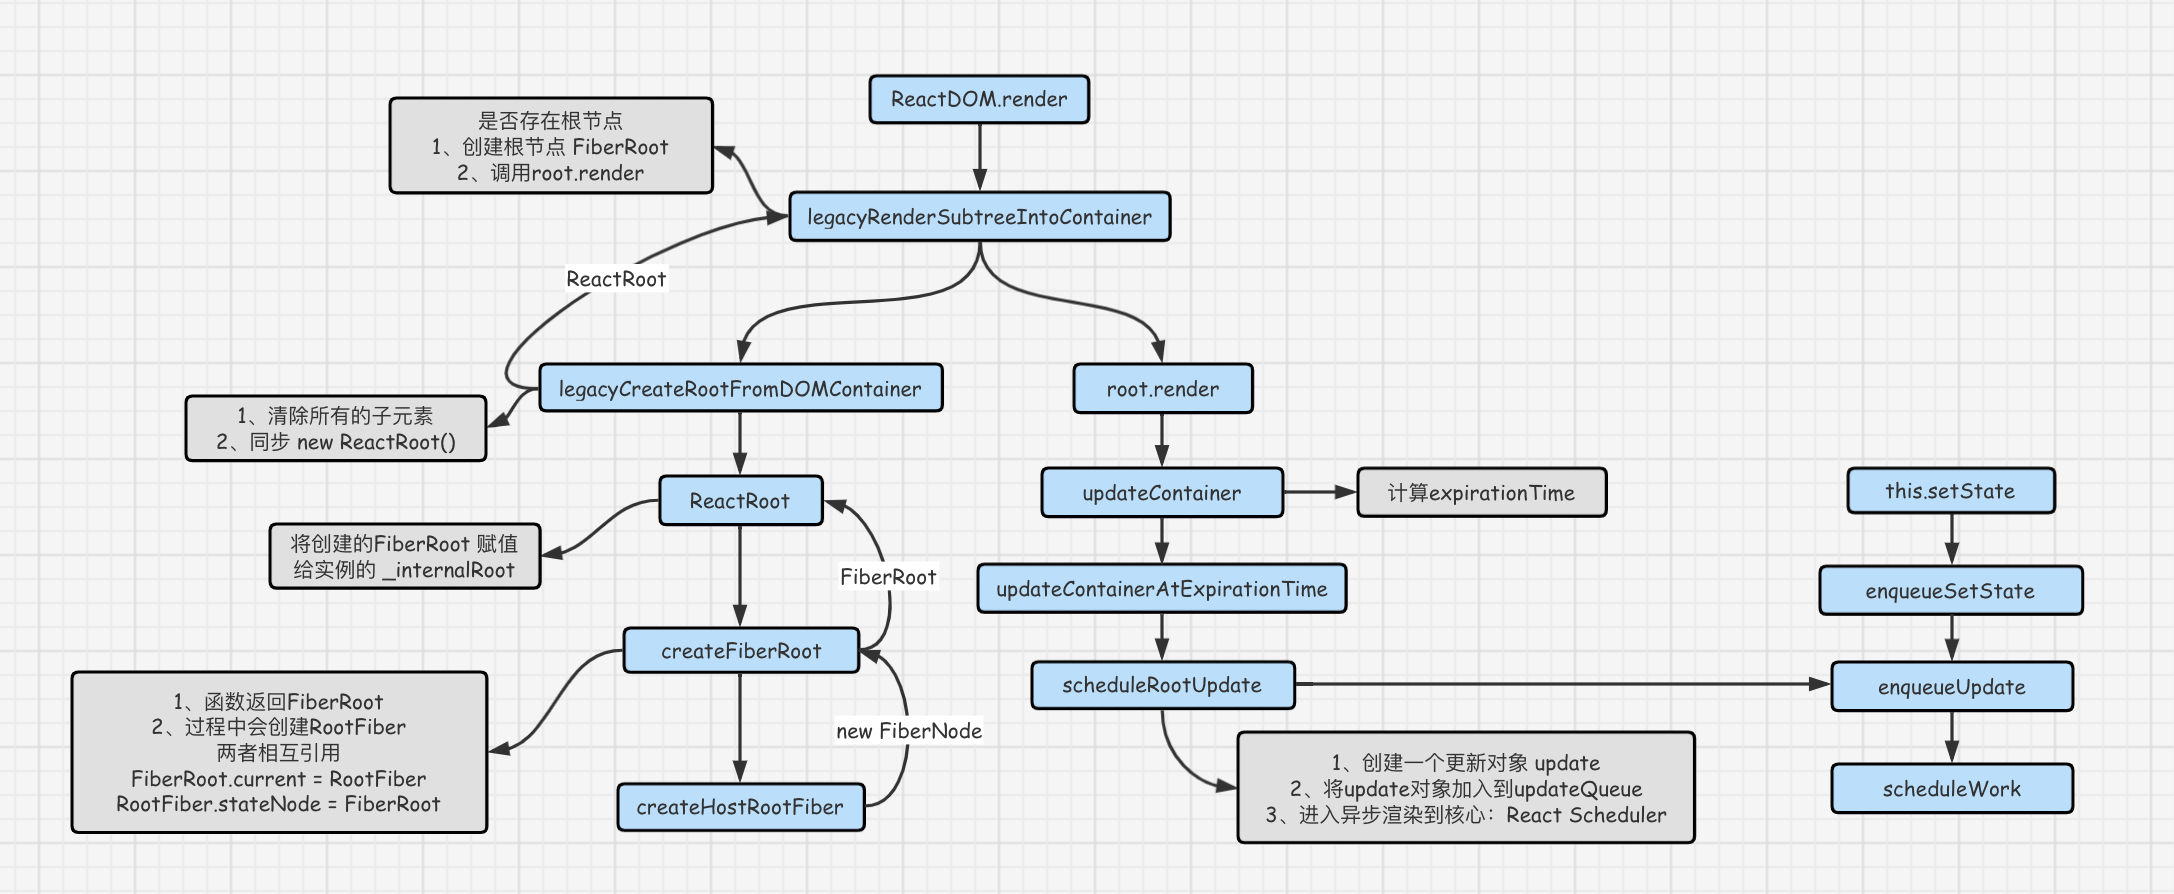 ReactDOM.render
是否存在根节点
1、创建根节点 FiberRoot
2、调用root.render
legacyRenderSubtreeIntoContainer
ReactRoot
legacyCreateRootFromDOMContainer
root.render
1、清除所有的子元素
2、同步 new ReactRoot()
ReactRoot
updateContainer
计算expirationTime
this.setState
将创建的FiberRoot 赋值
给实例的 _internalRoot
FiberRoot
updateContainerAtExpirationTime
enqueueSetState
createFiberRoot
scheduleRootUpdate
enqueueUpdate
1、函数返回FiberRoot
2、过程中会创建RootFiber
两者相互引用
FiberRoot.current = RootFiber
RootFiber.stateNode = FiberRoot
new FiberNode
1、创建一个更新对象 update
2、将update对象加入到updateQueue
3、进入异步渲染到核心：React Scheduler
scheduleWork
createHostRootFiber